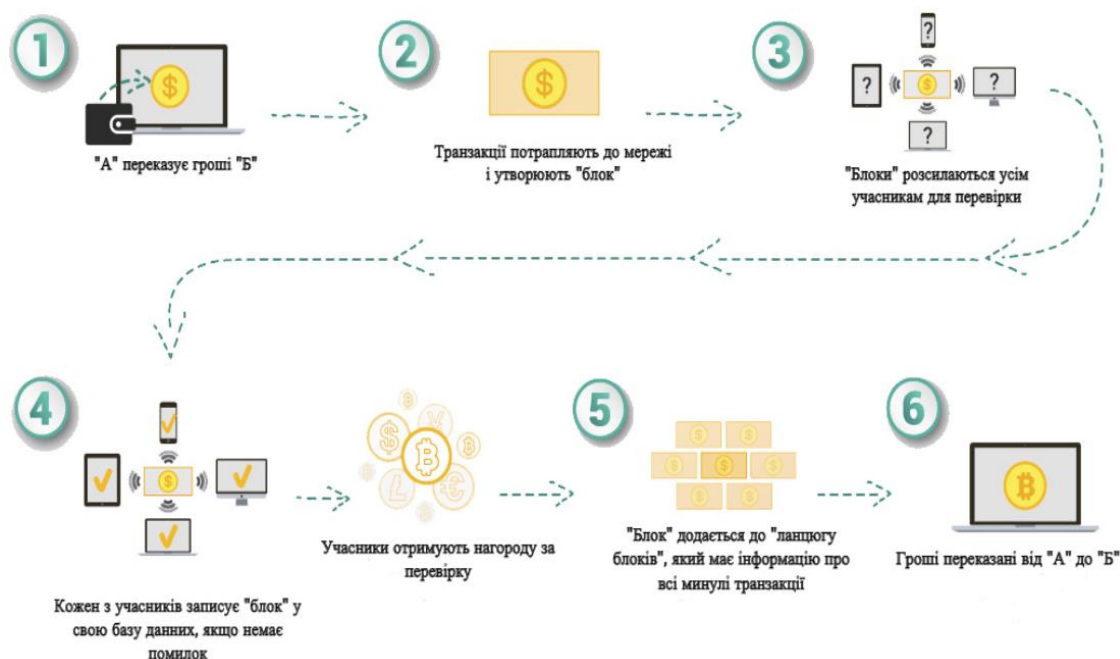 1
2
3
"А" переказує гроші "Б"
Транзакції потрапляють до мережі
і утворюють "блок"
"Блоки" розсилаються усім
учасникам для перевірки
4
5
6
Кожен з учасників записує "блок" у
свою базу данних, якщо немає
помилок
Учасники отримують нагороду за
перевірку
"Блок" додається до "ланцюгу
блоків", який має інформацію про
всі минулі транзакції
Гроші переказані від "А" до "Б"